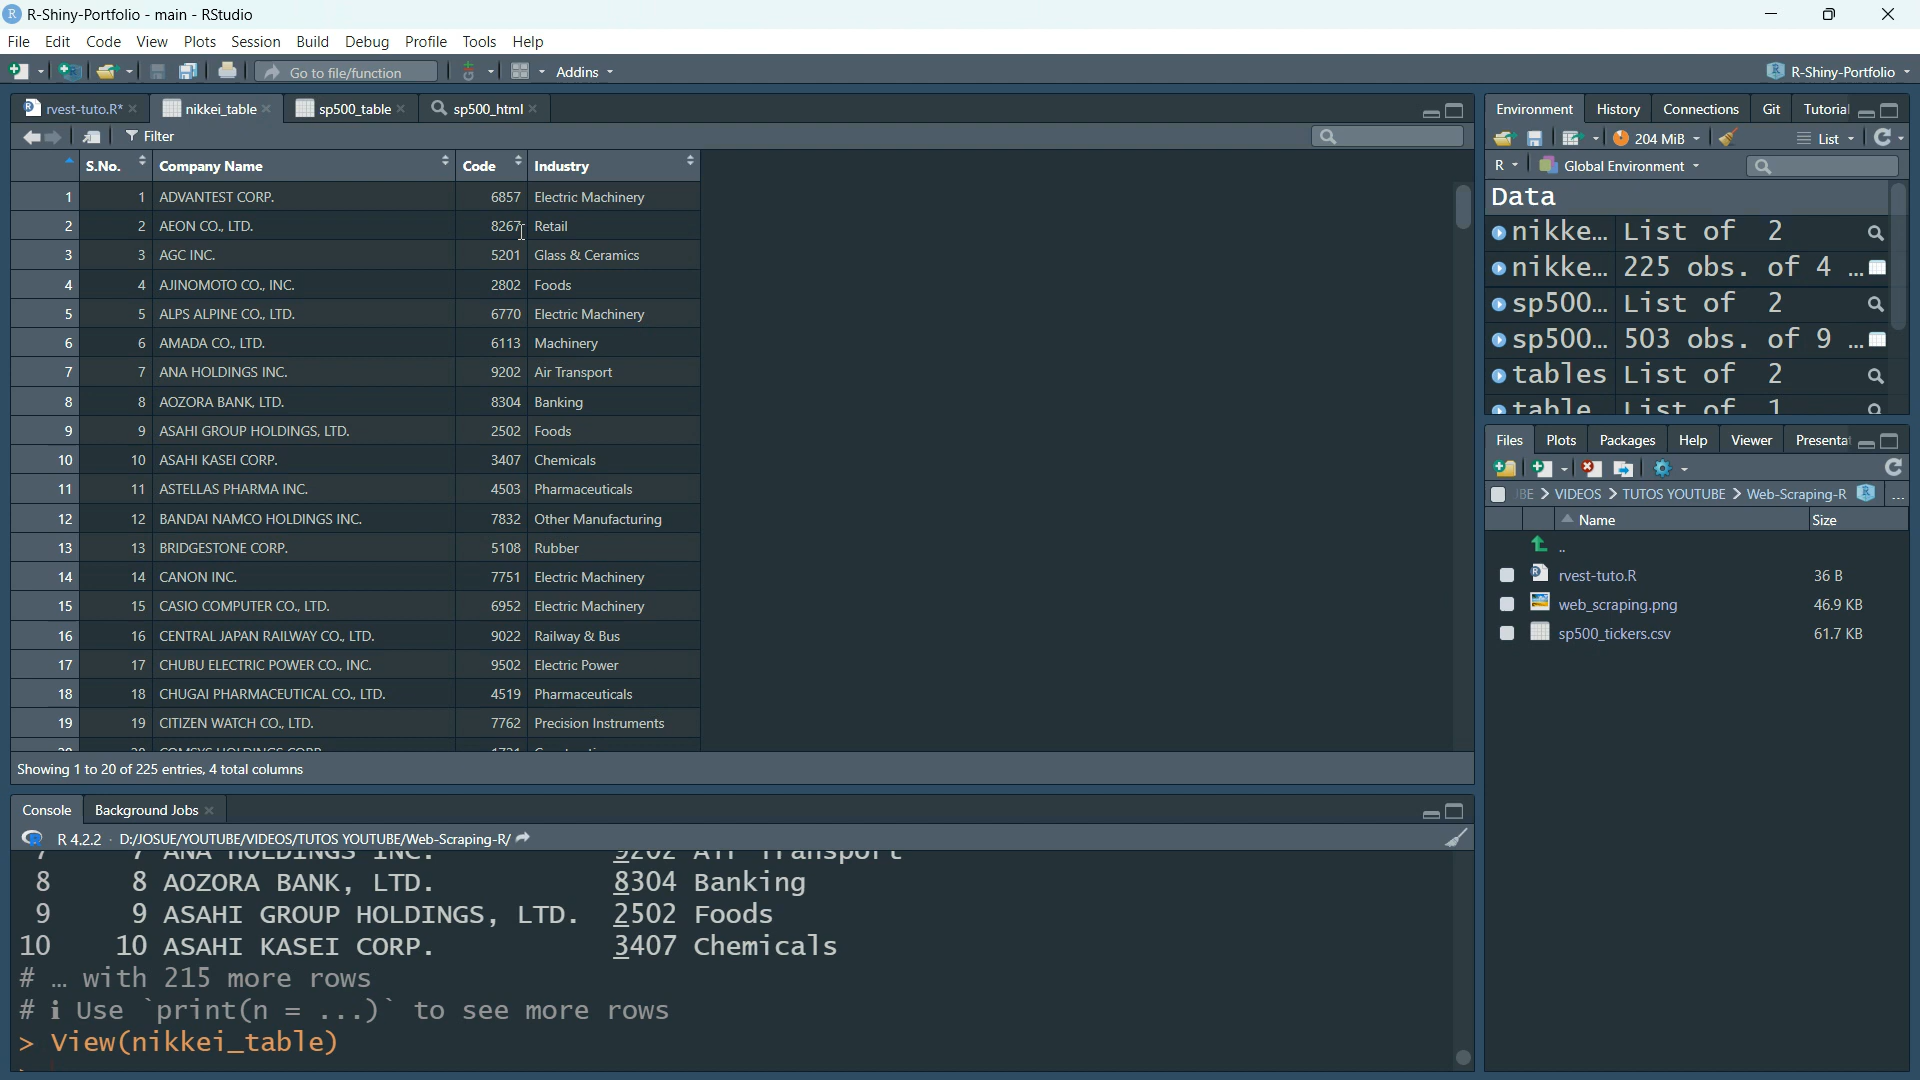 R-Shiny-Portfolio - main - RStudio
File Edit Code View Plots Session Build Debug Profile Tools Help
Go to file/function Addins R-Shiny-Portfolio
rvest-tuto.R* nikkei_table sp500_table sp500_html
Filter
S.No. Company Name Code Industry
1 1 ADVANTEST CORP. 6857 Electric Machinery
2 2 AEON CO., LTD. 8267 Retail
3 3 AGC INC. 5201 Glass & Ceramics
4 4 AJINOMOTO CO., INC. 2802 Foods
5 5 ALPS ALPINE CO., LTD. 6770 Electric Machinery
6 6 AMADA CO., LTD. 6113 Machinery
7 7 ANA HOLDINGS INC. 9202 Air Transport
8 8 AOZORA BANK, LTD. 8304 Banking
9 9 ASAHI GROUP HOLDINGS, LTD. 2502 Foods
10 10 ASAHI KASEI CORP. 3407 Chemicals
11 11 ASTELLAS PHARMA INC. 4503 Pharmaceuticals
12 12 BANDAI NAMCO HOLDINGS INC. 7832 Other Manufacturing
13 13 BRIDGESTONE CORP. 5108 Rubber
14 14 CANON INC. 7751 Electric Machinery
15 15 CASIO COMPUTER CO., LTD. 6952 Electric Machinery
16 16 CENTRAL JAPAN RAILWAY CO., LTD. 9022 Railway & Bus
17 17 CHUBU ELECTRIC POWER CO., INC. 9502 Electric Power
18 18 CHUGAI PHARMACEUTICAL CO., LTD. 4519 Pharmaceuticals
19 19 CITIZEN WATCH CO., LTD. 7762 Precision Instruments
Showing 1 to 20 of 225 entries, 4 total columns
Console Background Jobs
R 4.2.2 · D:/JOSUE/YOUTUBE/VIDEOS/TUTOS YOUTUBE/Web-Scraping-R/
7 7 ANA HOLDINGS INC. 9202 Air Transport
8 8 AOZORA BANK, LTD. 8304 Banking
9 9 ASAHI GROUP HOLDINGS, LTD. 2502 Foods
10 10 ASAHI KASEI CORP. 3407 Chemicals
# … with 215 more rows
# ℹ Use `print(n = ...)` to see more rows
> View(nikkei_table)
Environment History Connections Git Tutorial
204 MiB List
R Global Environment
Data
nikke… List of 2
nikke… 225 obs. of 4 …
sp500… List of 2
sp500… 503 obs. of 9 …
tables List of 2
table List of 1
Files Plots Packages Help Viewer Presenta
BE > VIDEOS > TUTOS YOUTUBE > Web-Scraping-R ...
Name Size
..
rvest-tuto.R 36 B
web_scraping.png 46.9 KB
sp500_tickers.csv 61.7 KB